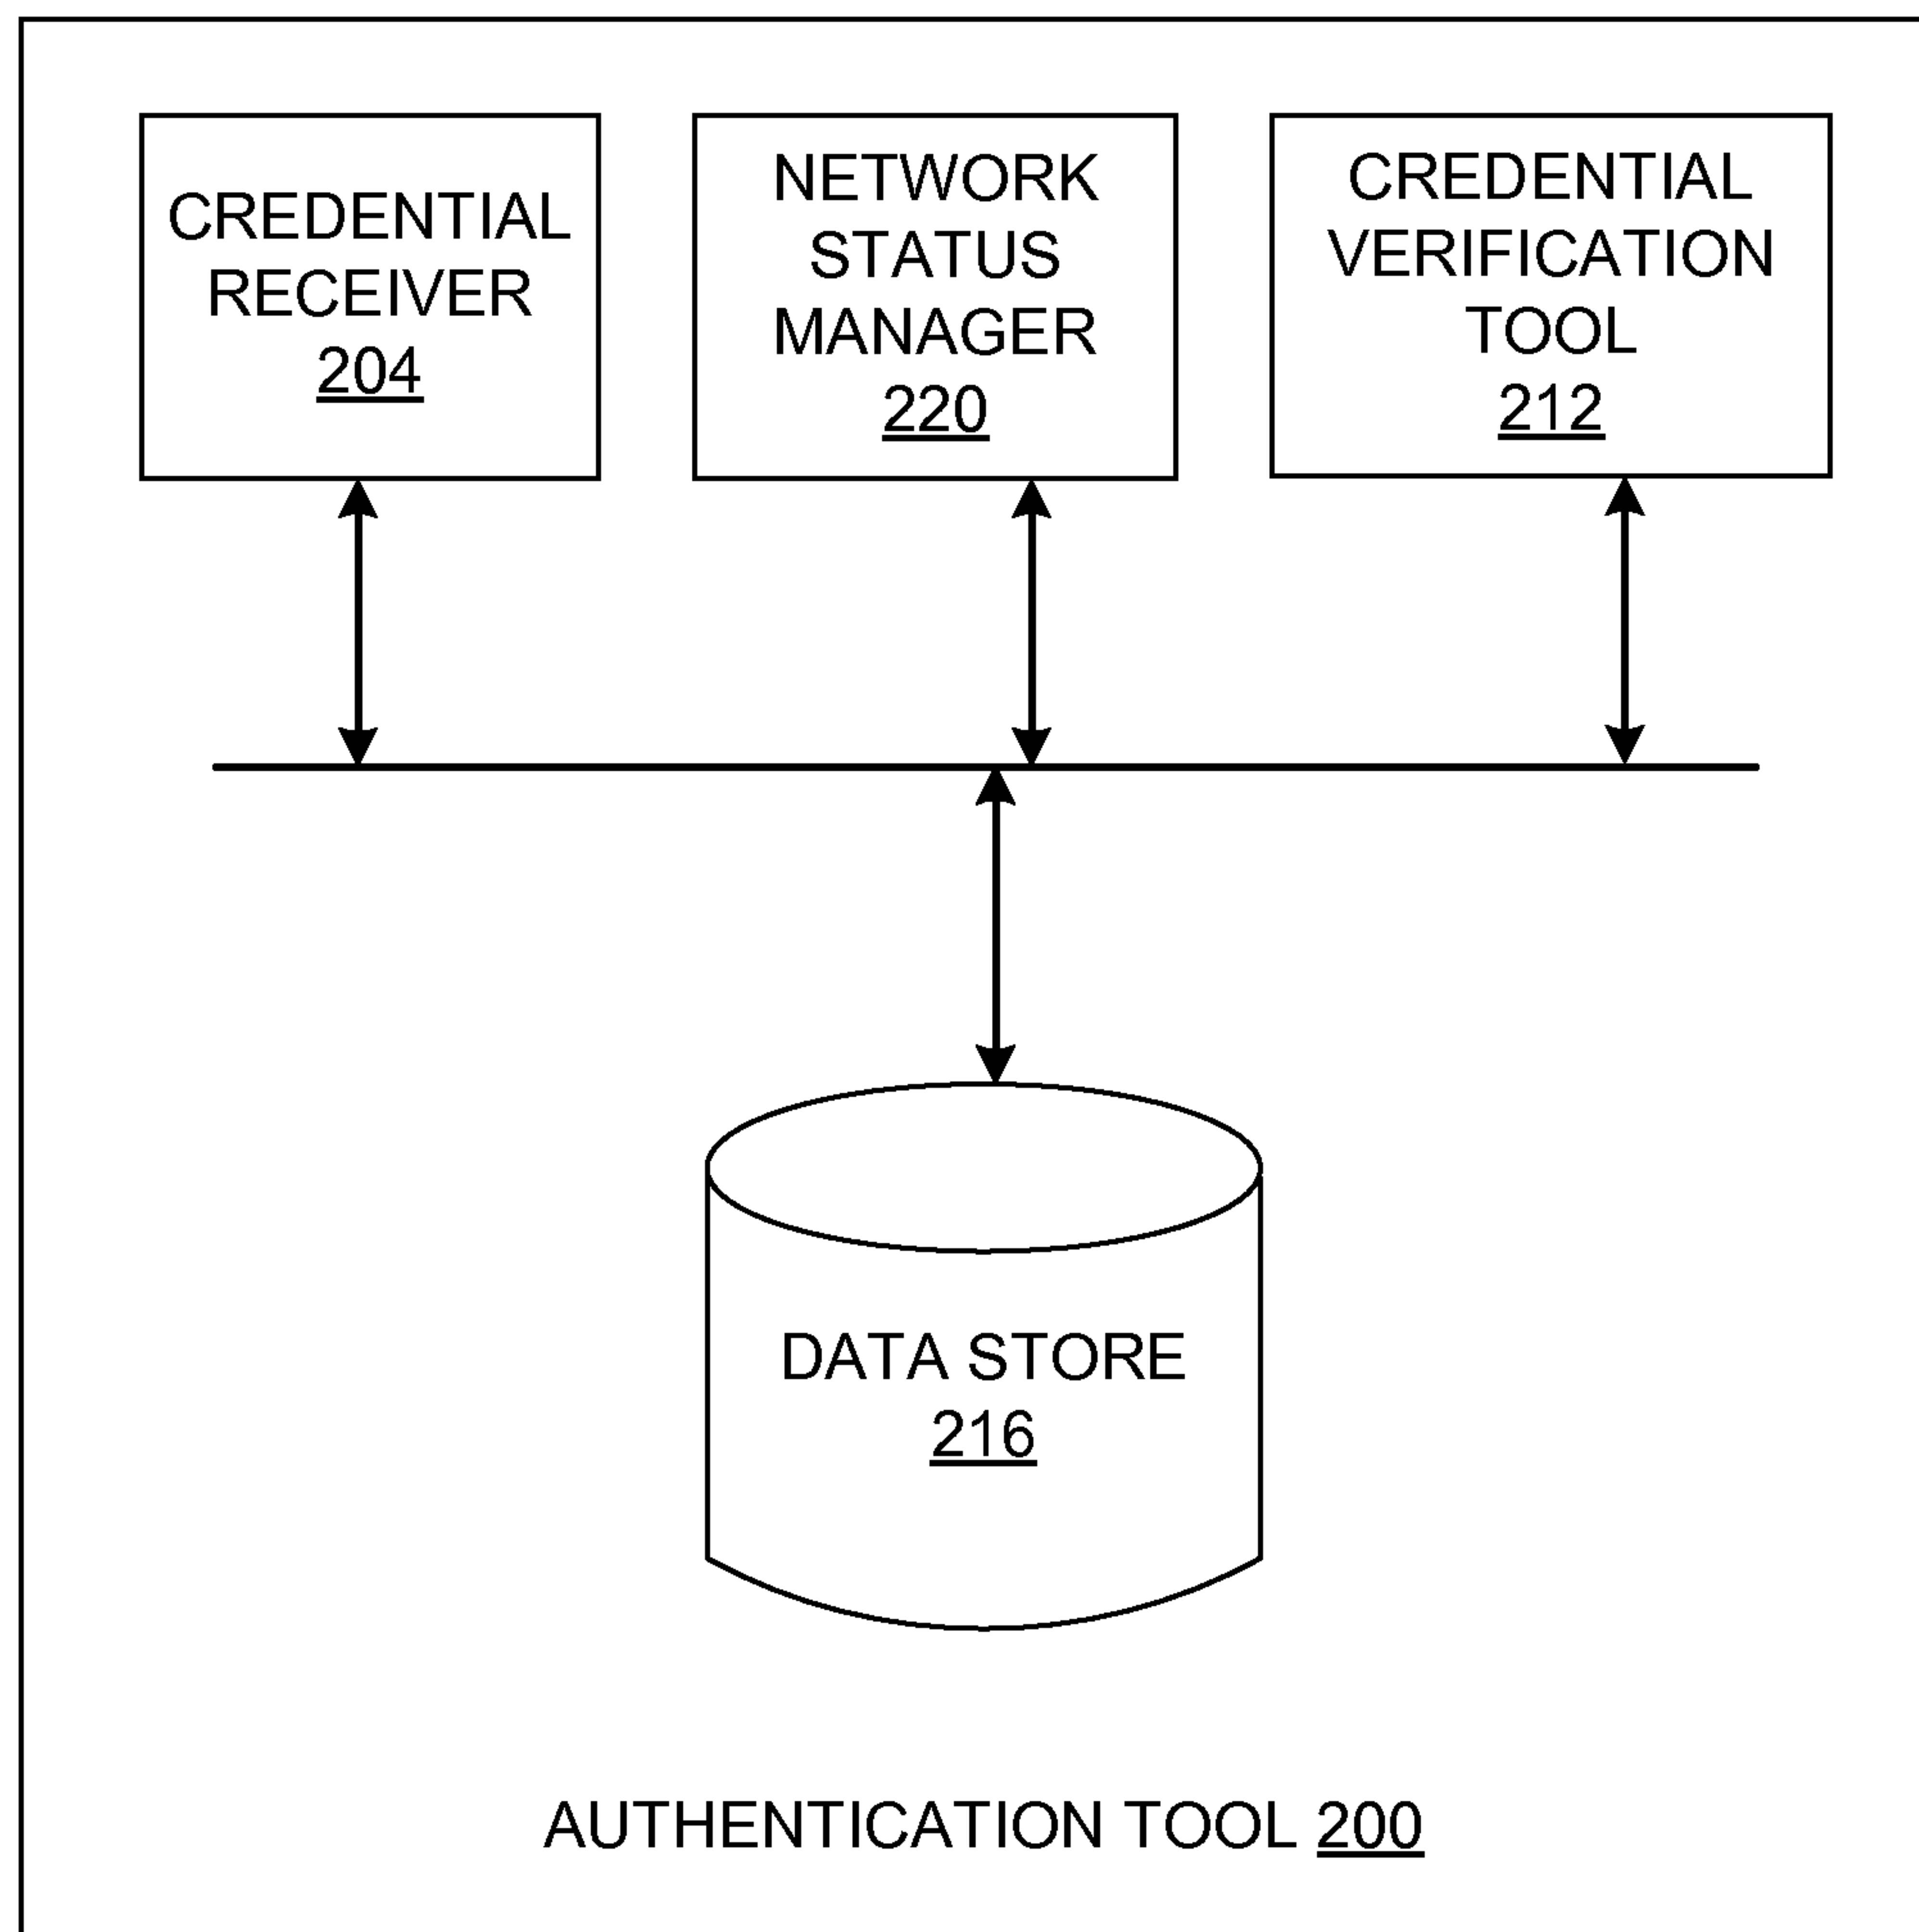 CREDENTIAL
RECEIVER
204
NETWORK
STATUS
MANAGER
220
CREDENTIAL
VERIFICATION
TOOL
212
DATA STORE
216
AUTHENTICATION TOOL 200